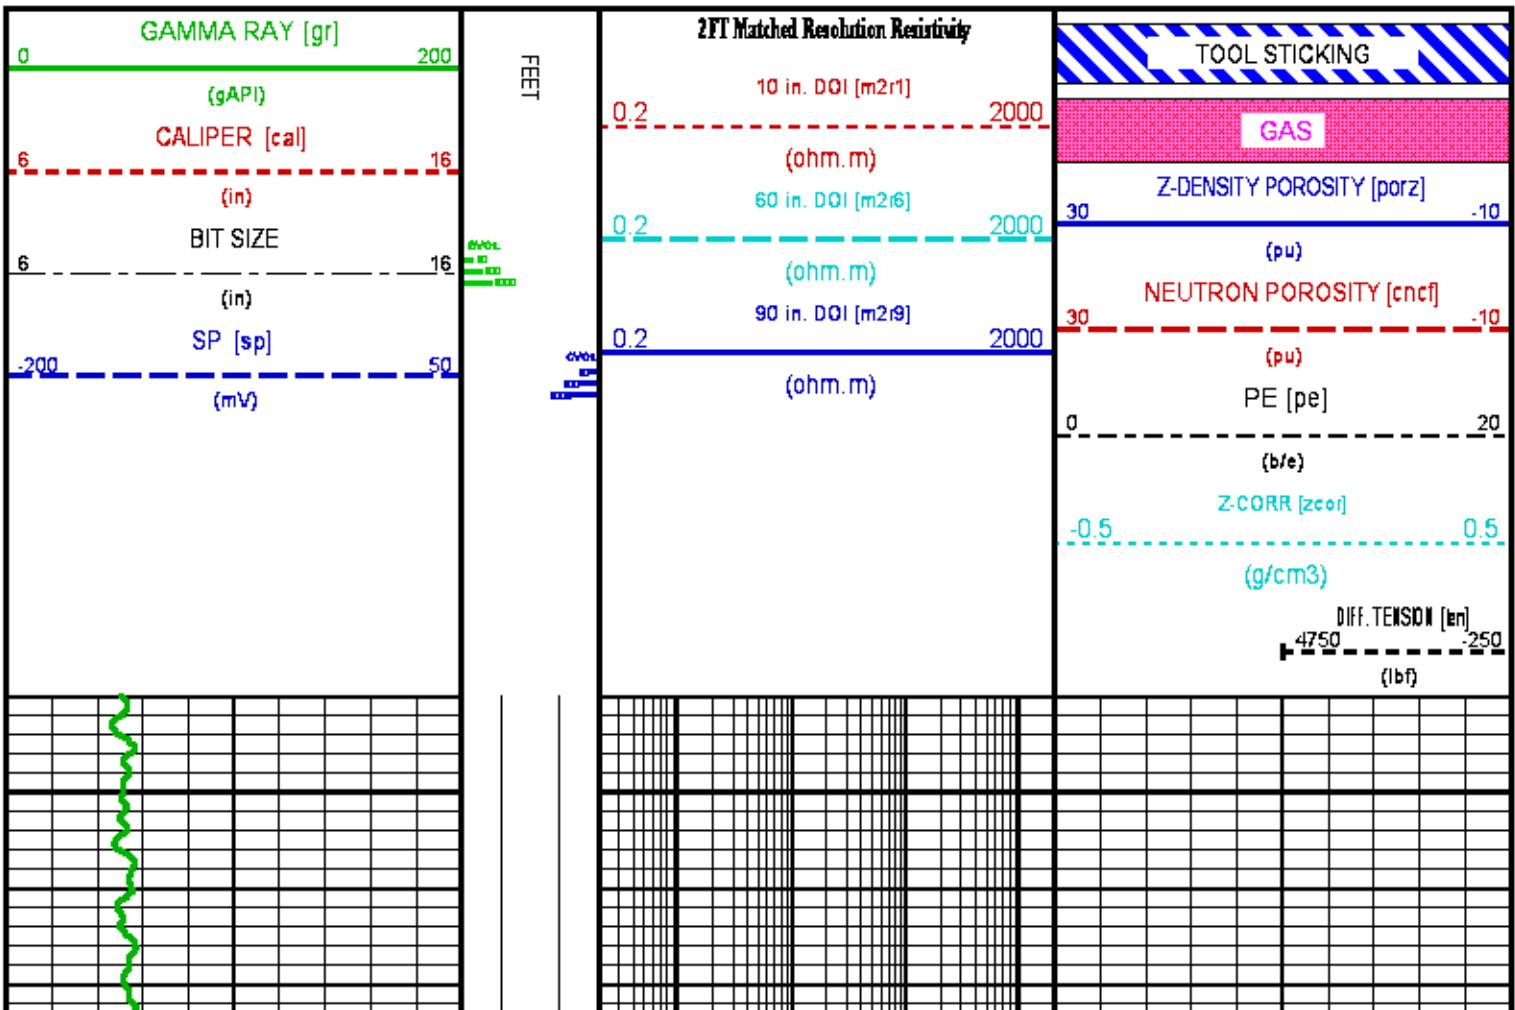 GAMMA RAY [gr]
0 200
(gAPI)
CALIPER [cal]
6 16
(in)
BIT SIZE
6 16
(in)
SP [sp]
-200 50
(mV)
FEET
2FT Matched Resolution Resistivity
10 in. DOI [m2r1]
0.2 2000
(ohm.m)
60 in. DOI [m2r6]
0.2 2000
(ohm.m)
90 in. DOI [m2r9]
0.2 2000
(ohm.m)
TOOL STICKING
GAS
Z-DENSITY POROSITY [porz]
30 -10
(pu)
NEUTRON POROSITY [cncf]
30 -10
(pu)
PE [pe]
0 20
(b/e)
Z-CORR [zcor]
-0.5 0.5
(g/cm3)
DIFF. TENSION [ten]
4750 -250
(lbf)